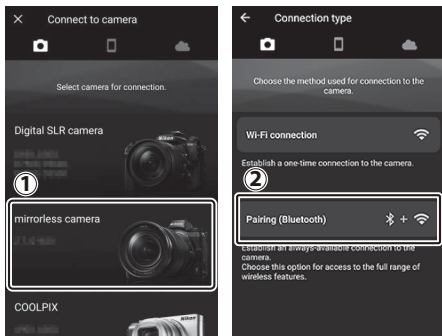 Connect to camera
Select camera for connection.
Digital SLR camera
Nikon
①
mirrorless camera
Nikon
COOLPIX
Connection type
Choose the method used for connection to the
camera.
Wi-Fi connection
Establish a one-time connection to the camera.
②
Pairing (Bluetooth)
+
Establish an always-available connection to the
camera.
Choose this option for access to the full range of
wireless features.